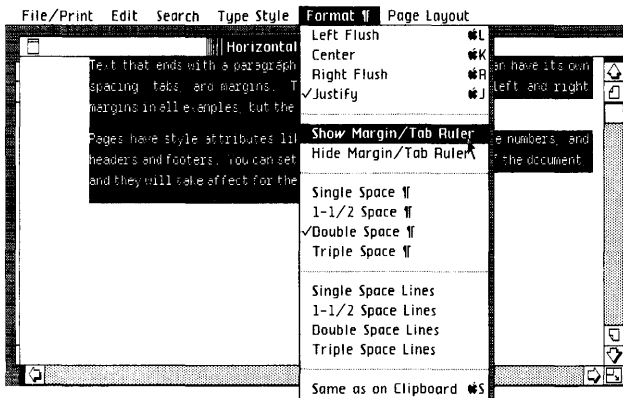 File/Print Edit Search Type Style Format ¶ Page Layout
Horizontal
Left Flush L
Center K
Right Flush R
✓Justify J
Show Margin/Tab Ruler
Hide Margin/Tab Ruler
Single Space ¶
1-1/2 Space ¶
✓Double Space ¶
Triple Space ¶
Single Space Lines
1-1/2 Space Lines
Double Space Lines
Triple Space Lines
Same as on Clipboard S
Text that ends with a paragraph an have its own
spacing tabs, and margins. T left and right
margins in all examples, but the
Pages have style attributes lik e numbers, and
headers and footers. You can set f the document
and they will take affect for the